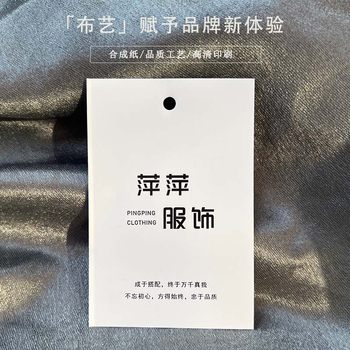 「布艺」赋予品牌新体验
合成纸/品质工艺/高清印刷
萍萍
PINGPING
CLOTHING
服饰
成于搭配，终于万千真我
不忘初心，方得始终，忠于品质